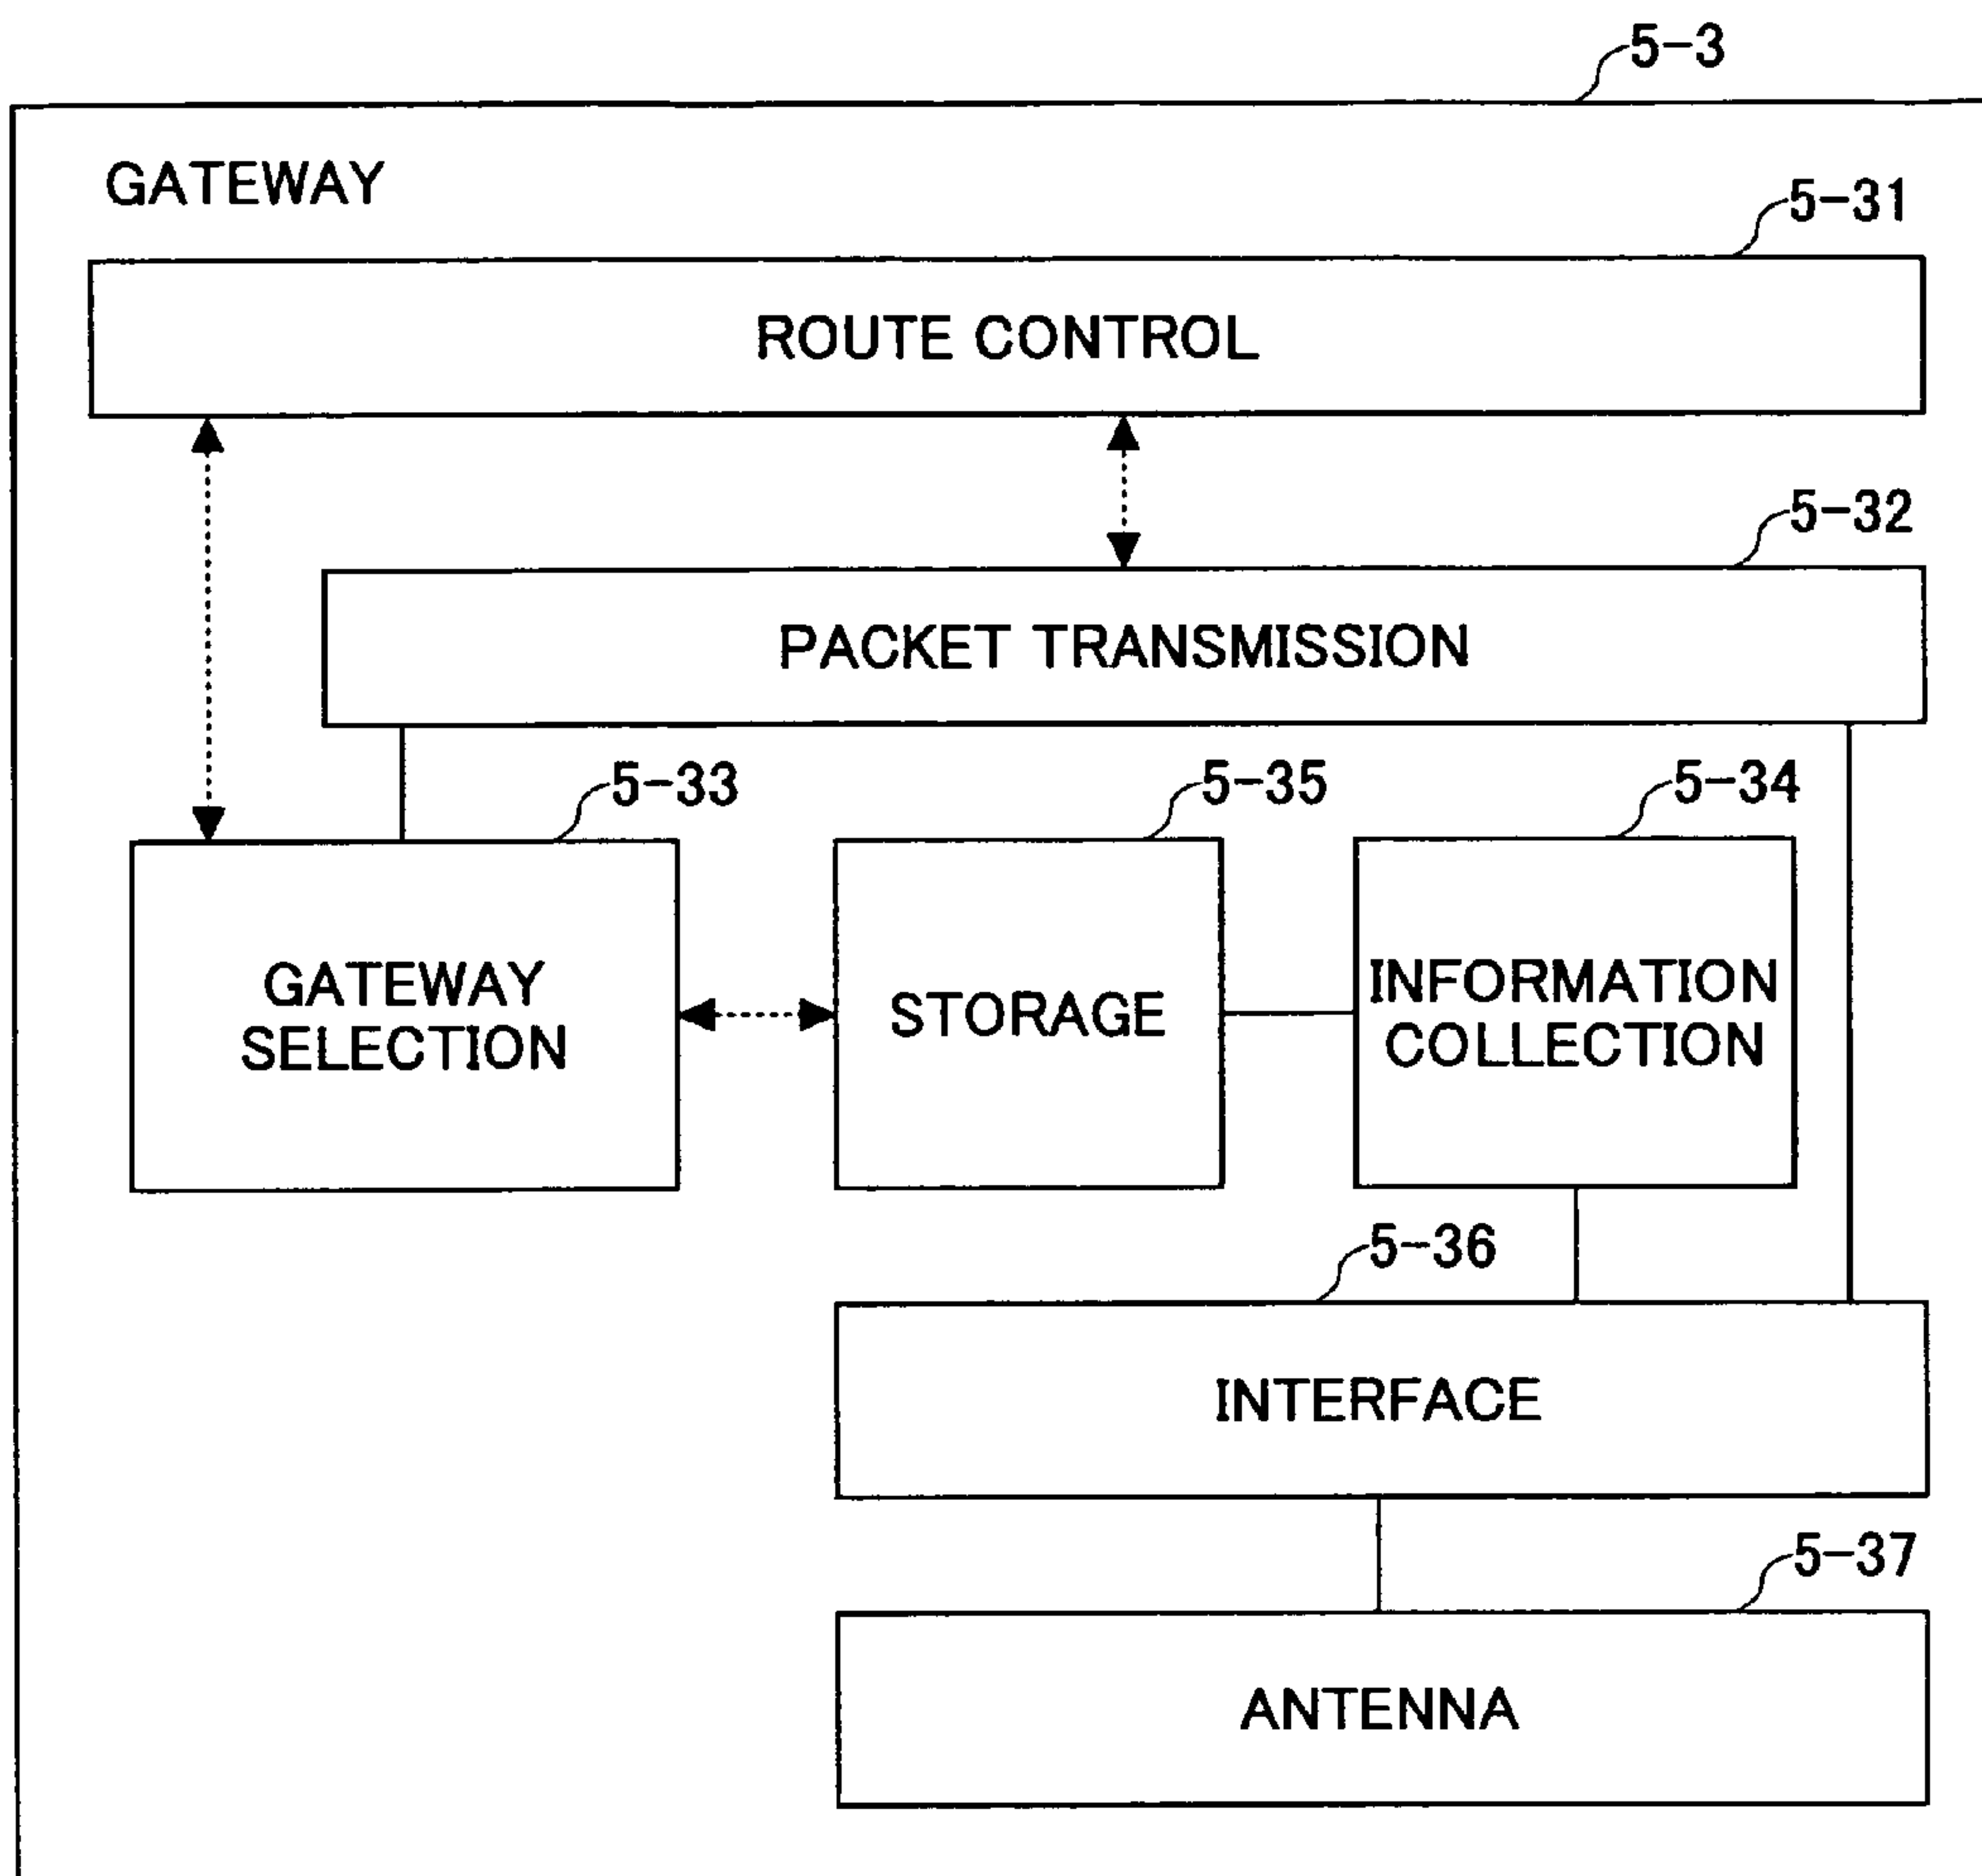 5-3
GATEWAY
5-31
ROUTE CONTROL
5-32
PACKET TRANSMISSION
5-33
5-35
5-34
GATEWAY
SELECTION
STORAGE
INFORMATION
COLLECTION
5-36
INTERFACE
5-37
ANTENNA